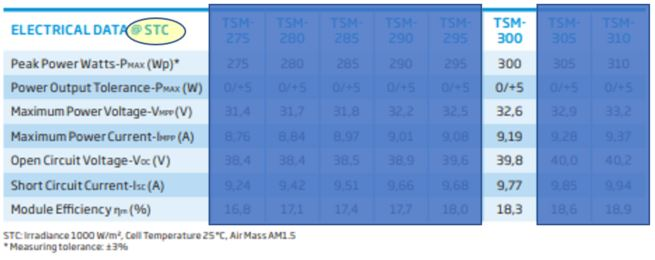 ELECTRICAL DATA @ STC TSM-275 TSM-280 TSM-285 TSM-290 TSM-295 TSM-300 TSM-305 TSM-310
Peak Power Watts-PMAX (Wp)* 275 280 285 290 295 300 305 310
Power Output Tolerance-PMAX (W) 0/+5 0/+5 0/+5 0/+5 0/+5 0/+5 0/+5 0/+5
Maximum Power Voltage-VMPP (V) 31,4 31,7 31,8 32,2 32,5 32,6 32,9 33,2
Maximum Power Current-IMPP (A) 8,76 8,84 8,97 9,01 9,08 9,19 9,28 9,37
Open Circuit Voltage-VOC (V) 38,4 38,4 38,5 38,9 39,6 39,8 40,0 40,2
Short Circuit Current-ISC (A) 9,24 9,42 9,51 9,66 9,68 9,77 9,85 9,94
Module Efficiency ηm (%) 16,8 17,1 17,4 17,7 18,0 18,3 18,6 18,9
STC: Irradiance 1000 W/m², Cell Temperature 25°C, Air Mass AM1.5
* Measuring tolerance: ±3%